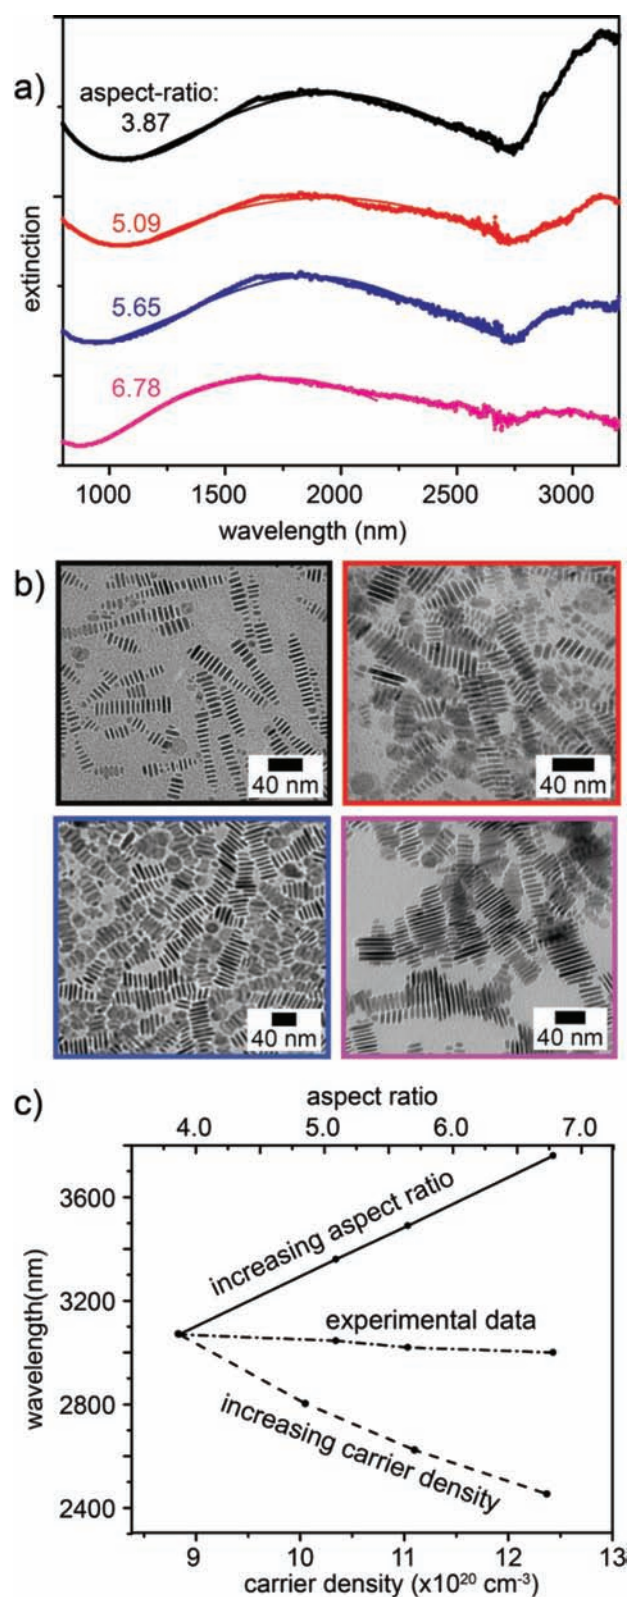 a)
aspect-ratio:
3.87
5.09
5.65
6.78
extinction
1000 1500 2000 2500 3000
wavelength (nm)
b)
40 nm
40 nm
40 nm
40 nm
c)
aspect ratio
4.0 5.0 6.0 7.0
3600
3200
2800
2400
wavelength(nm)
increasing aspect ratio
experimental data
increasing carrier density
9 10 11 12 13
carrier density (x10²⁰ cm⁻³)